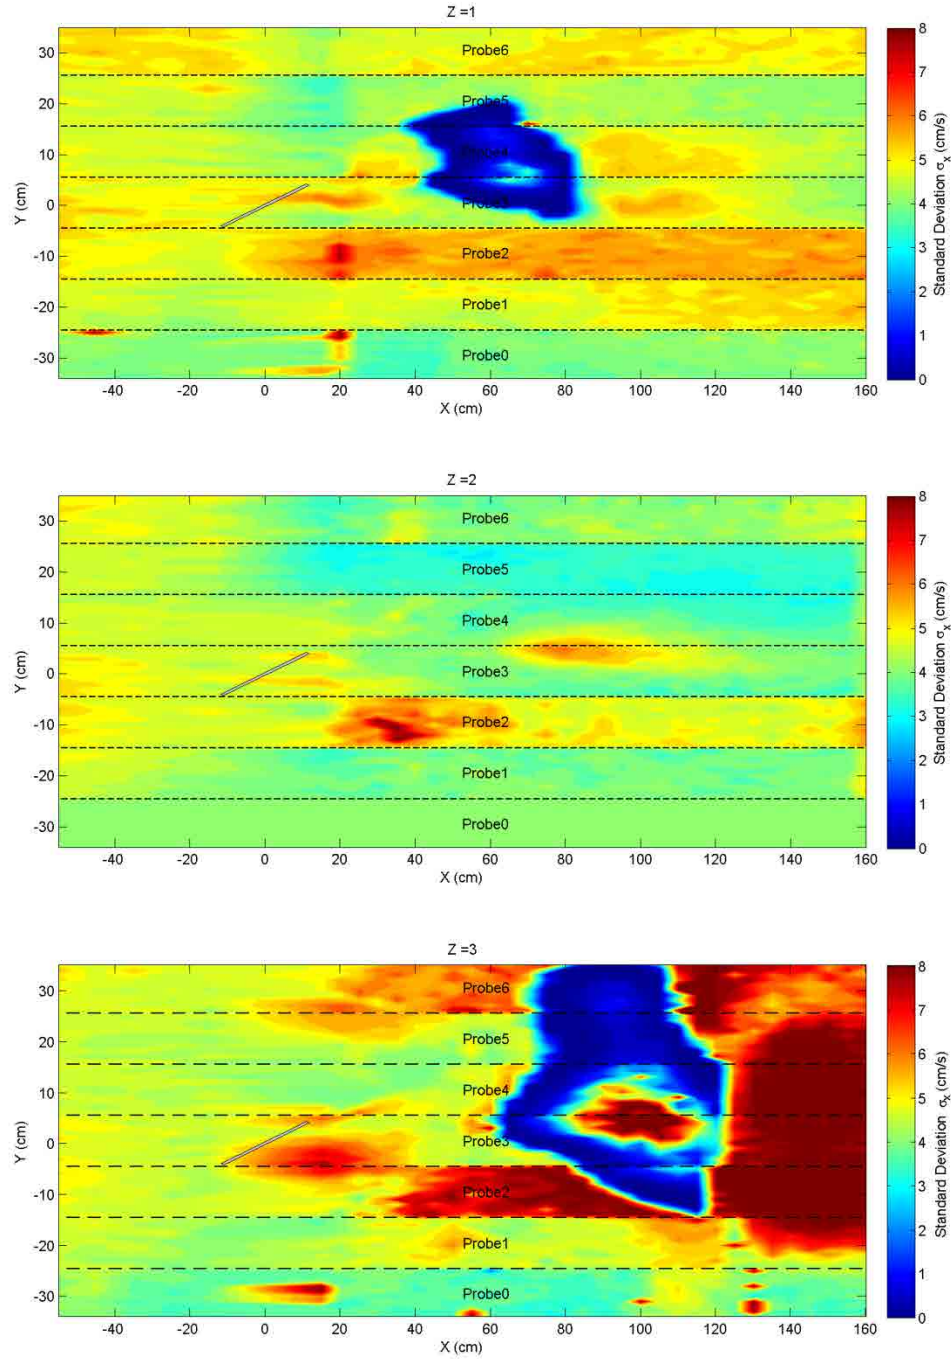 Z =1
30
20
10
0
-10
-20
-30
Y (cm)
Probe6
Probe5
Probe4
Probe3
Probe2
Probe1
Probe0
-40 -20 0 20 40 60 80 100 120 140 160
X (cm)
8
7
6
5
4
3
2
1
0
Standard Deviation σx (cm/s)
Z =2
30
20
10
0
-10
-20
-30
Y (cm)
Probe6
Probe5
Probe4
Probe3
Probe2
Probe1
Probe0
-40 -20 0 20 40 60 80 100 120 140 160
X (cm)
8
7
6
5
4
3
2
1
0
Standard Deviation σx (cm/s)
Z =3
30
20
10
0
-10
-20
-30
Y (cm)
Probe6
Probe5
Probe4
Probe3
Probe2
Probe1
Probe0
-40 -20 0 20 40 60 80 100 120 140 160
X (cm)
8
7
6
5
4
3
2
1
0
Standard Deviation σx (cm/s)